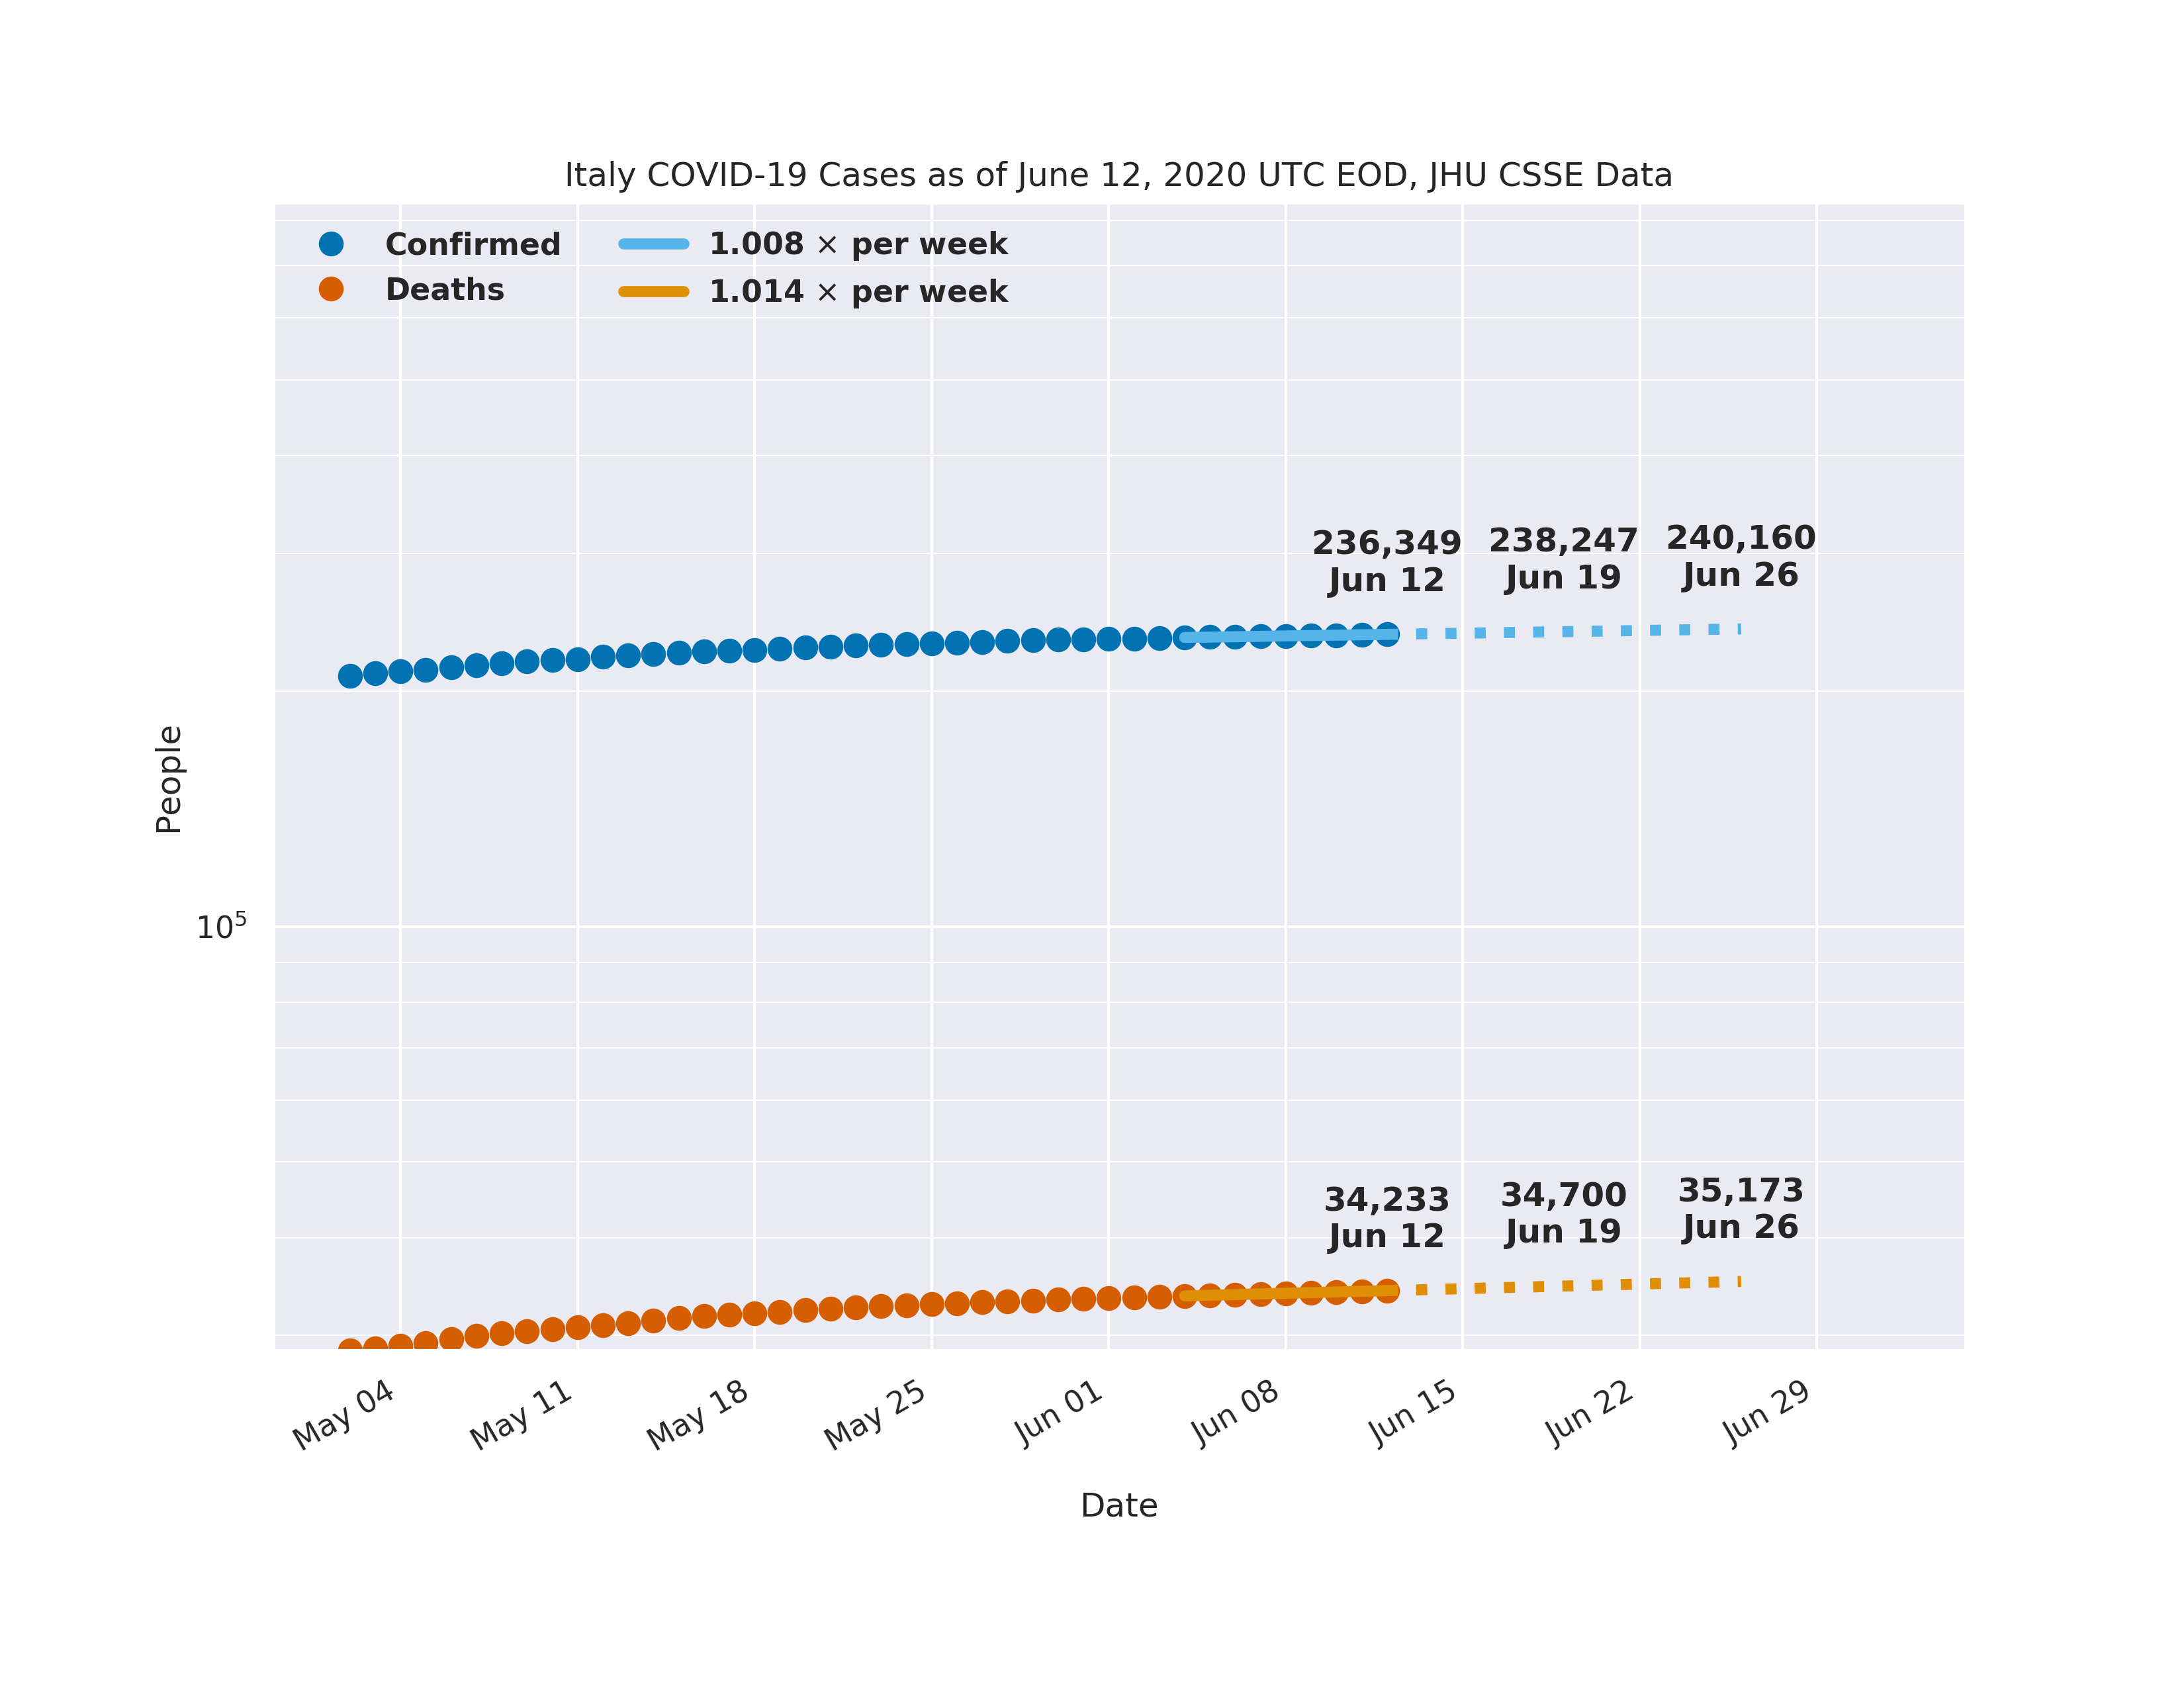 Italy COVID-19 Cases as of June 12, 2020 UTC EOD, JHU CSSE Data
Confirmed
Deaths
1.008 × per week
1.014 × per week
236,349
Jun 12
238,247
Jun 19
240,160
Jun 26
People
10⁵
34,233
Jun 12
34,700
Jun 19
35,173
Jun 26
May 04
May 11
May 18
May 25
Jun 01
Jun 08
Jun 15
Jun 22
Jun 29
Date